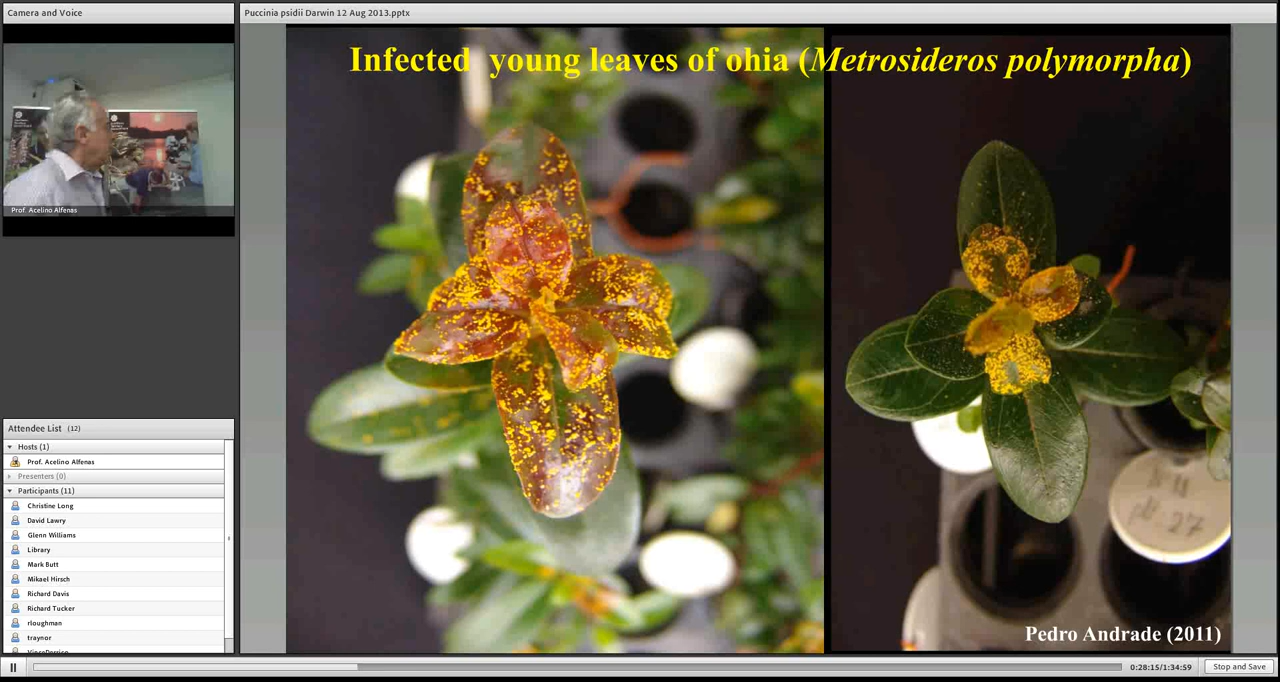 Camera and Voice
Prof. Acelino Alfenas
Attendee List (12)
Hosts (1)
Prof. Acelino Alfenas
Presenters (0)
Participants (11)
Christine Long
David Lawry
Glenn Williams
Library
Mark Butt
Mikael Hirsch
Richard Davis
Richard Tucker
rloughman
traynor
Puccinia psidii Darwin 12 Aug 2013.pptx
Infected young leaves of ohia (Metrosideros polymorpha)
Pedro Andrade (2011)
0:28:15/1:34:59
Stop and Save